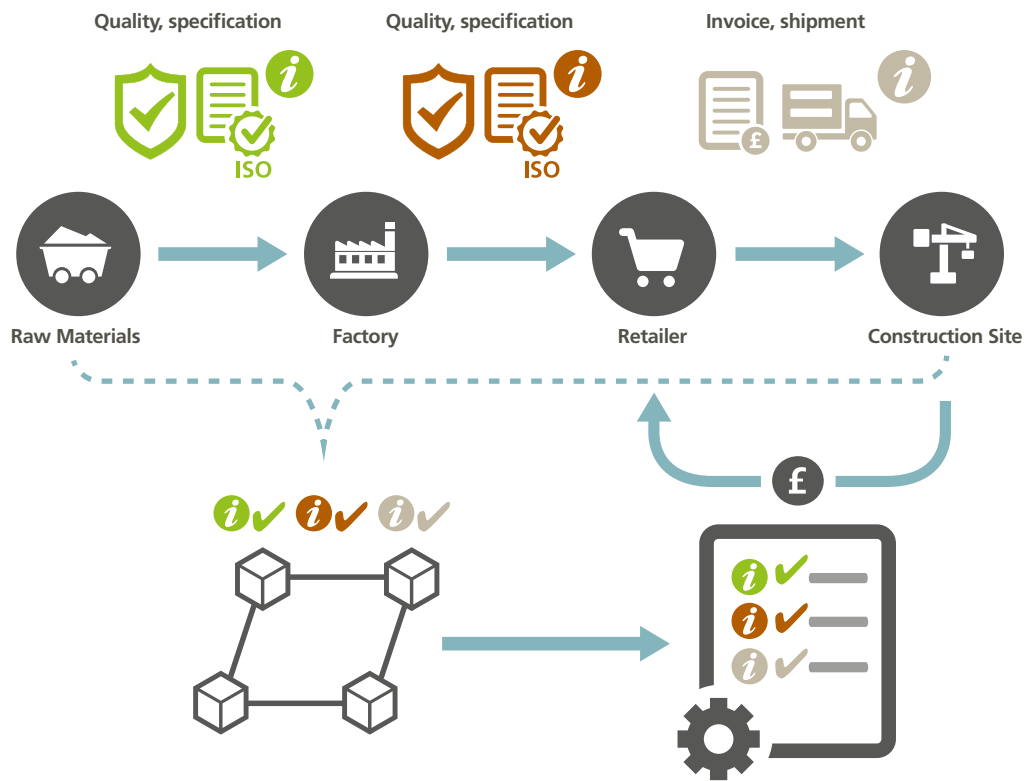 Quality, specification
Quality, specification
Invoice, shipment
i
i
i
£
ISO
ISO
Raw Materials
Factory
Retailer
Construction Site
£
i
i
i
i
i
i